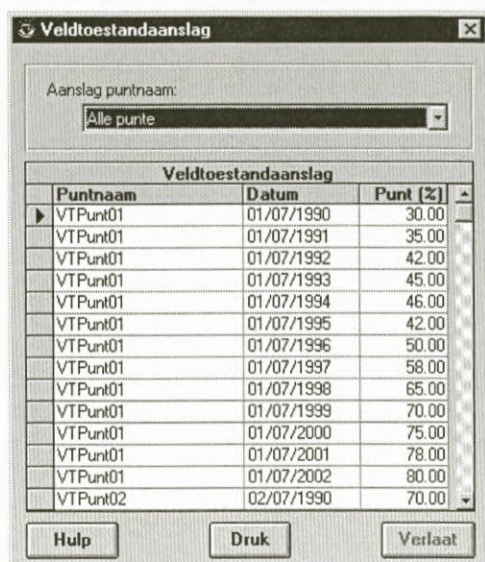 Veldtoestandaanslag
Aanslag puntnaam:
Alle punte
Veldtoestandaanslag
Puntnaam Datum Punt (%)
VTPunt01 01/07/1990 30.00
VTPunt01 01/07/1991 35.00
VTPunt01 01/07/1992 42.00
VTPunt01 01/07/1993 45.00
VTPunt01 01/07/1994 46.00
VTPunt01 01/07/1995 42.00
VTPunt01 01/07/1996 50.00
VTPunt01 01/07/1997 58.00
VTPunt01 01/07/1998 65.00
VTPunt01 01/07/1999 70.00
VTPunt01 01/07/2000 75.00
VTPunt01 01/07/2001 78.00
VTPunt01 01/07/2002 80.00
VTPunt02 02/07/1990 70.00
Hulp Druk Verlaat